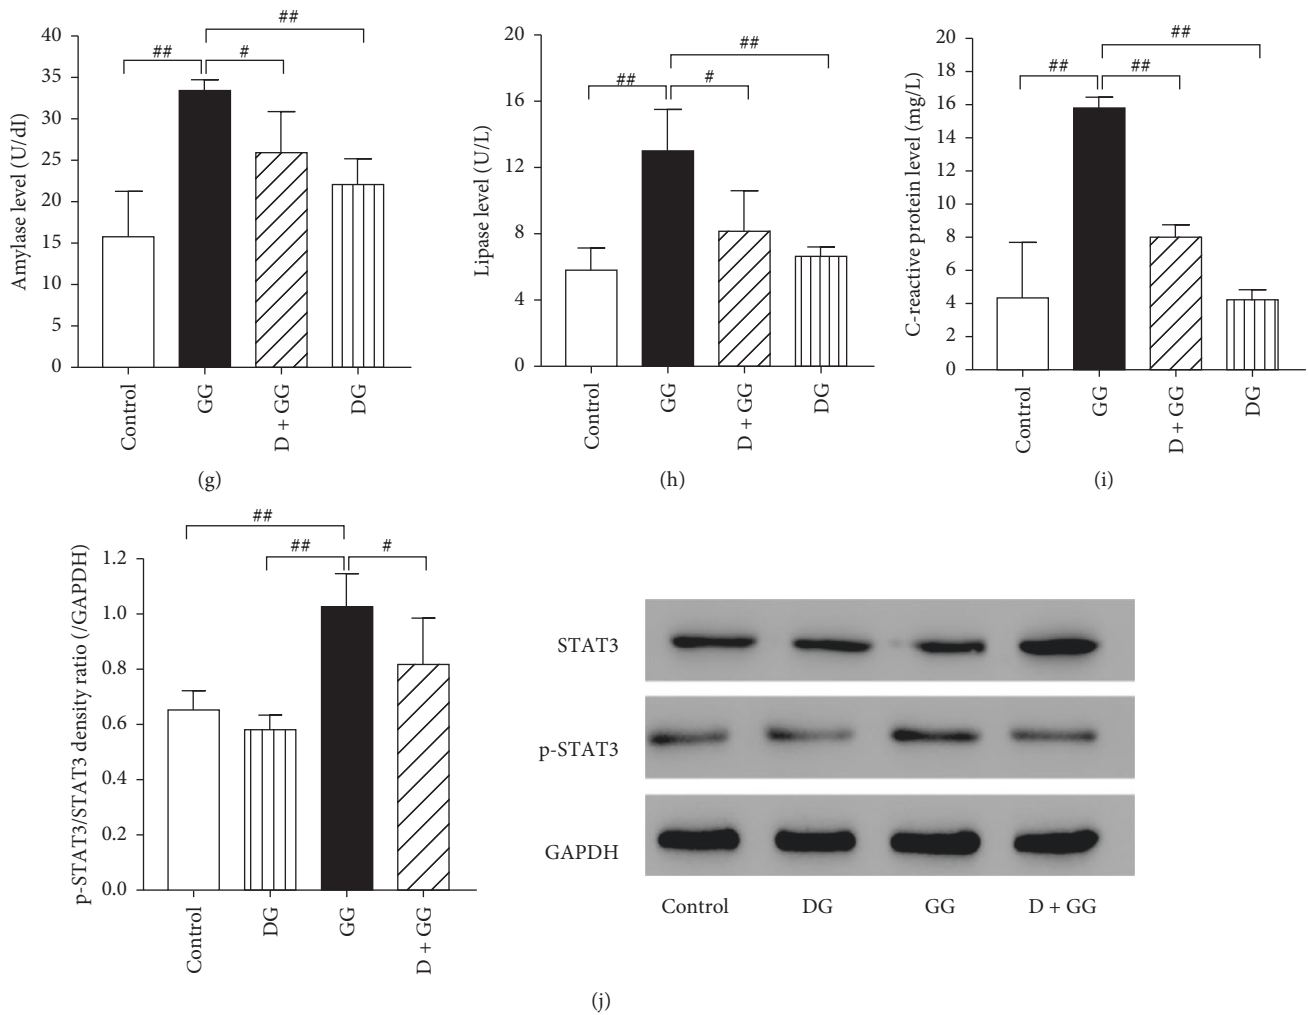 Amylase level (U/dl)
40
35
30
25
20
15
10
5
0
##
#
##
Control
GG
D + GG
DG
(g)
Lipase level (U/L)
20
16
12
8
4
0
##
#
##
Control
GG
D + GG
DG
(h)
C-reactive protein level (mg/L)
20
18
16
14
12
10
8
6
4
2
0
##
##
##
Control
GG
D + GG
DG
(i)
p-STAT3/STAT3 density ratio (/GAPDH)
1.2
1.0
0.8
0.6
0.4
0.2
0.0
##
##
#
Control
DG
GG
D + GG
STAT3
p-STAT3
GAPDH
Control DG GG D + GG
(j)